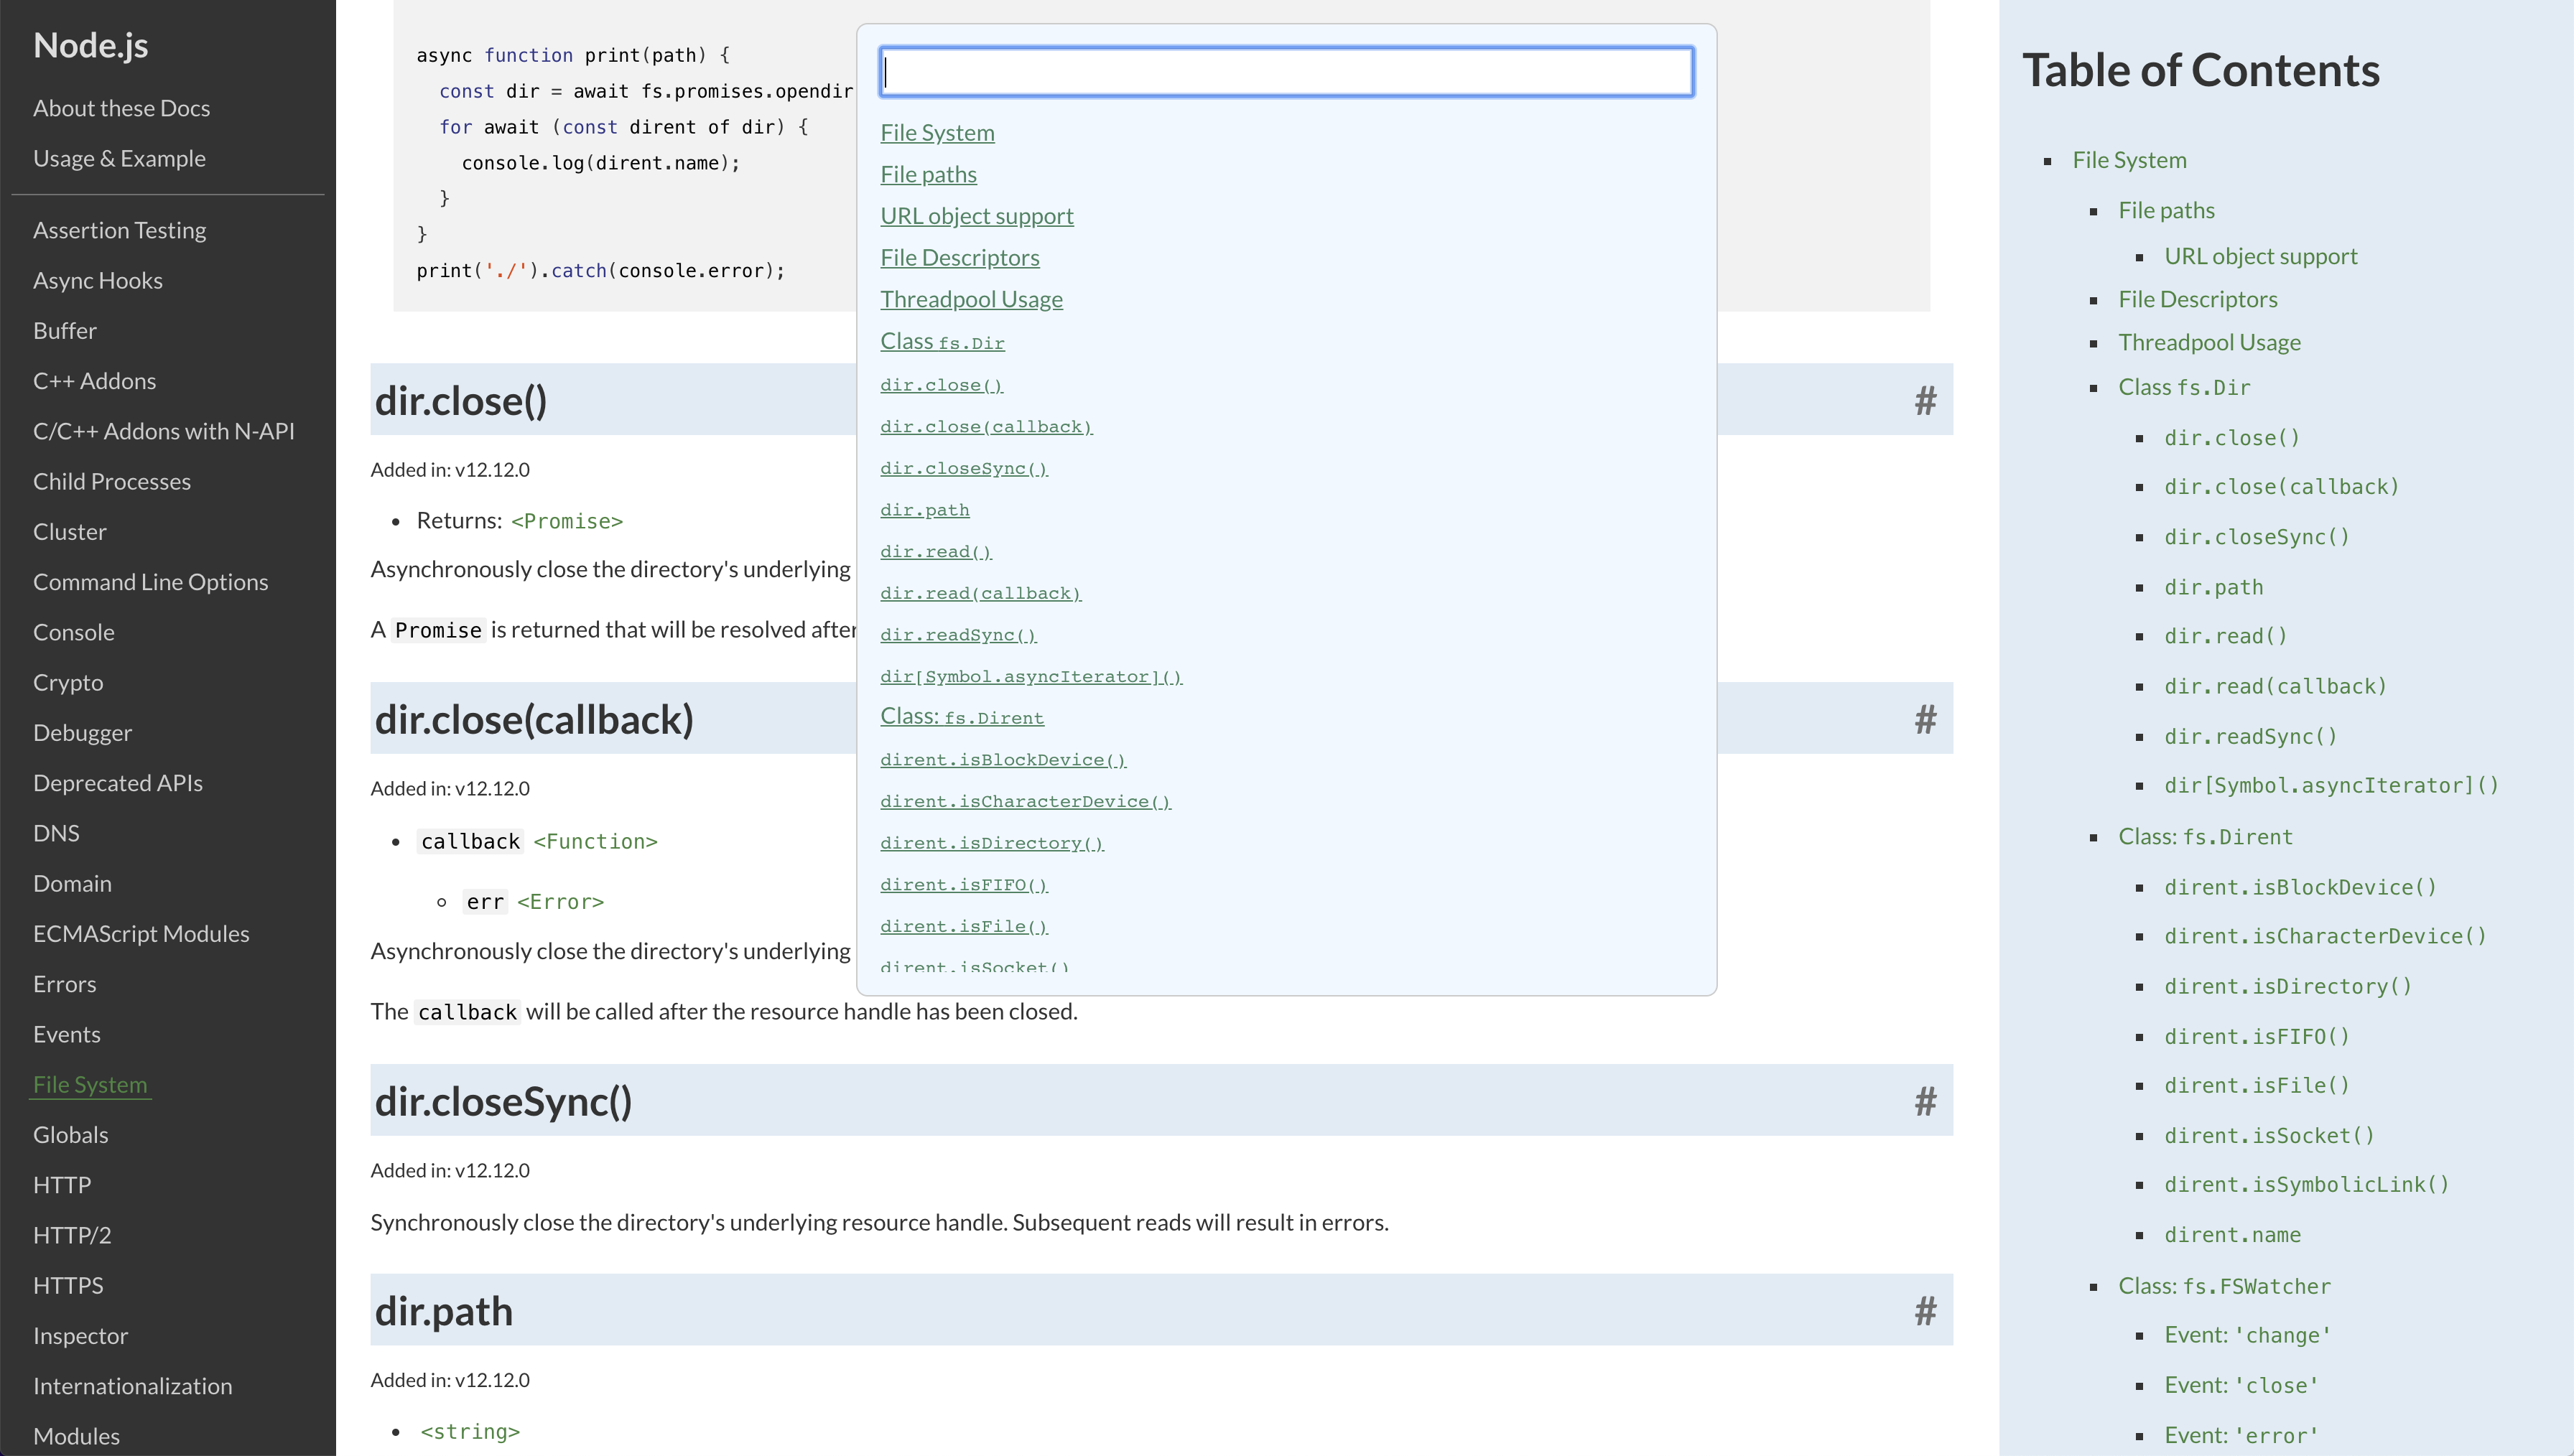 Node.js
About these Docs
Usage & Example
Assertion Testing
Async Hooks
Buffer
C++ Addons
C/C++ Addons with N-API
Child Processes
Cluster
Command Line Options
Console
Crypto
Debugger
Deprecated APIs
DNS
Domain
ECMAScript Modules
Errors
Events
File System
Globals
HTTP
HTTP/2
HTTPS
Inspector
Internationalization
Modules
async function print(path) {
const dir = await fs.promises.opendir
for await (const dirent of dir) {
console.log(dirent.name);
}
}
print('./').catch(console.error);
dir.close()
#
Added in: v12.12.0
Returns: <Promise>
Asynchronously close the directory's underlying
A Promise is returned that will be resolved after
dir.close(callback)
#
Added in: v12.12.0
callback <Function>
err <Error>
Asynchronously close the directory's underlying
The callback will be called after the resource handle has been closed.
dir.closeSync()
#
Added in: v12.12.0
Synchronously close the directory's underlying resource handle. Subsequent reads will result in errors.
dir.path
#
Added in: v12.12.0
<string>
File System
File paths
URL object support
File Descriptors
Threadpool Usage
Class fs.Dir
dir.close()
dir.close(callback)
dir.closeSync()
dir.path
dir.read()
dir.read(callback)
dir.readSync()
dir[Symbol.asyncIterator]()
Class: fs.Dirent
dirent.isBlockDevice()
dirent.isCharacterDevice()
dirent.isDirectory()
dirent.isFIFO()
dirent.isFile()
dirent.isSocket()
Table of Contents
File System
File paths
URL object support
File Descriptors
Threadpool Usage
Class fs.Dir
dir.close()
dir.close(callback)
dir.closeSync()
dir.path
dir.read()
dir.read(callback)
dir.readSync()
dir[Symbol.asyncIterator]()
Class: fs.Dirent
dirent.isBlockDevice()
dirent.isCharacterDevice()
dirent.isDirectory()
dirent.isFIFO()
dirent.isFile()
dirent.isSocket()
dirent.isSymbolicLink()
dirent.name
Class: fs.FSWatcher
Event: 'change'
Event: 'close'
Event: 'error'